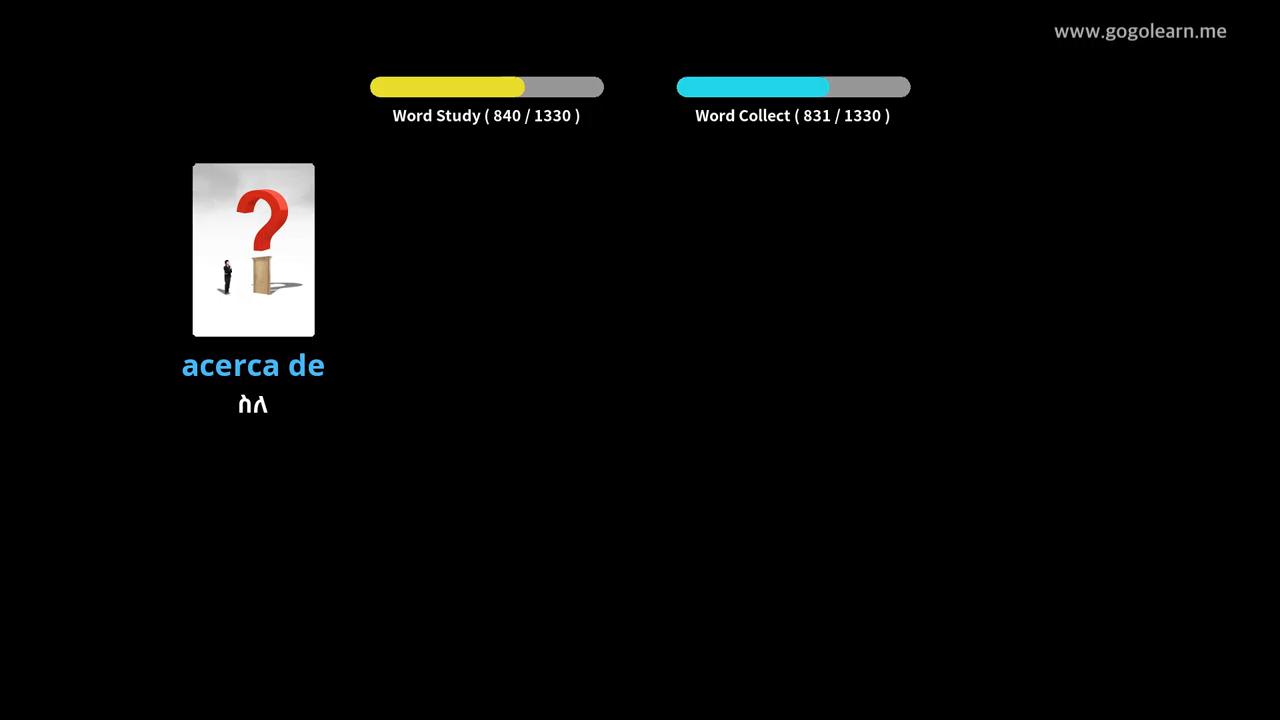 www.gogolearn.me
Word Study ( 840 / 1330 )
Word Collect ( 831 / 1330 )
acerca de
ስለ